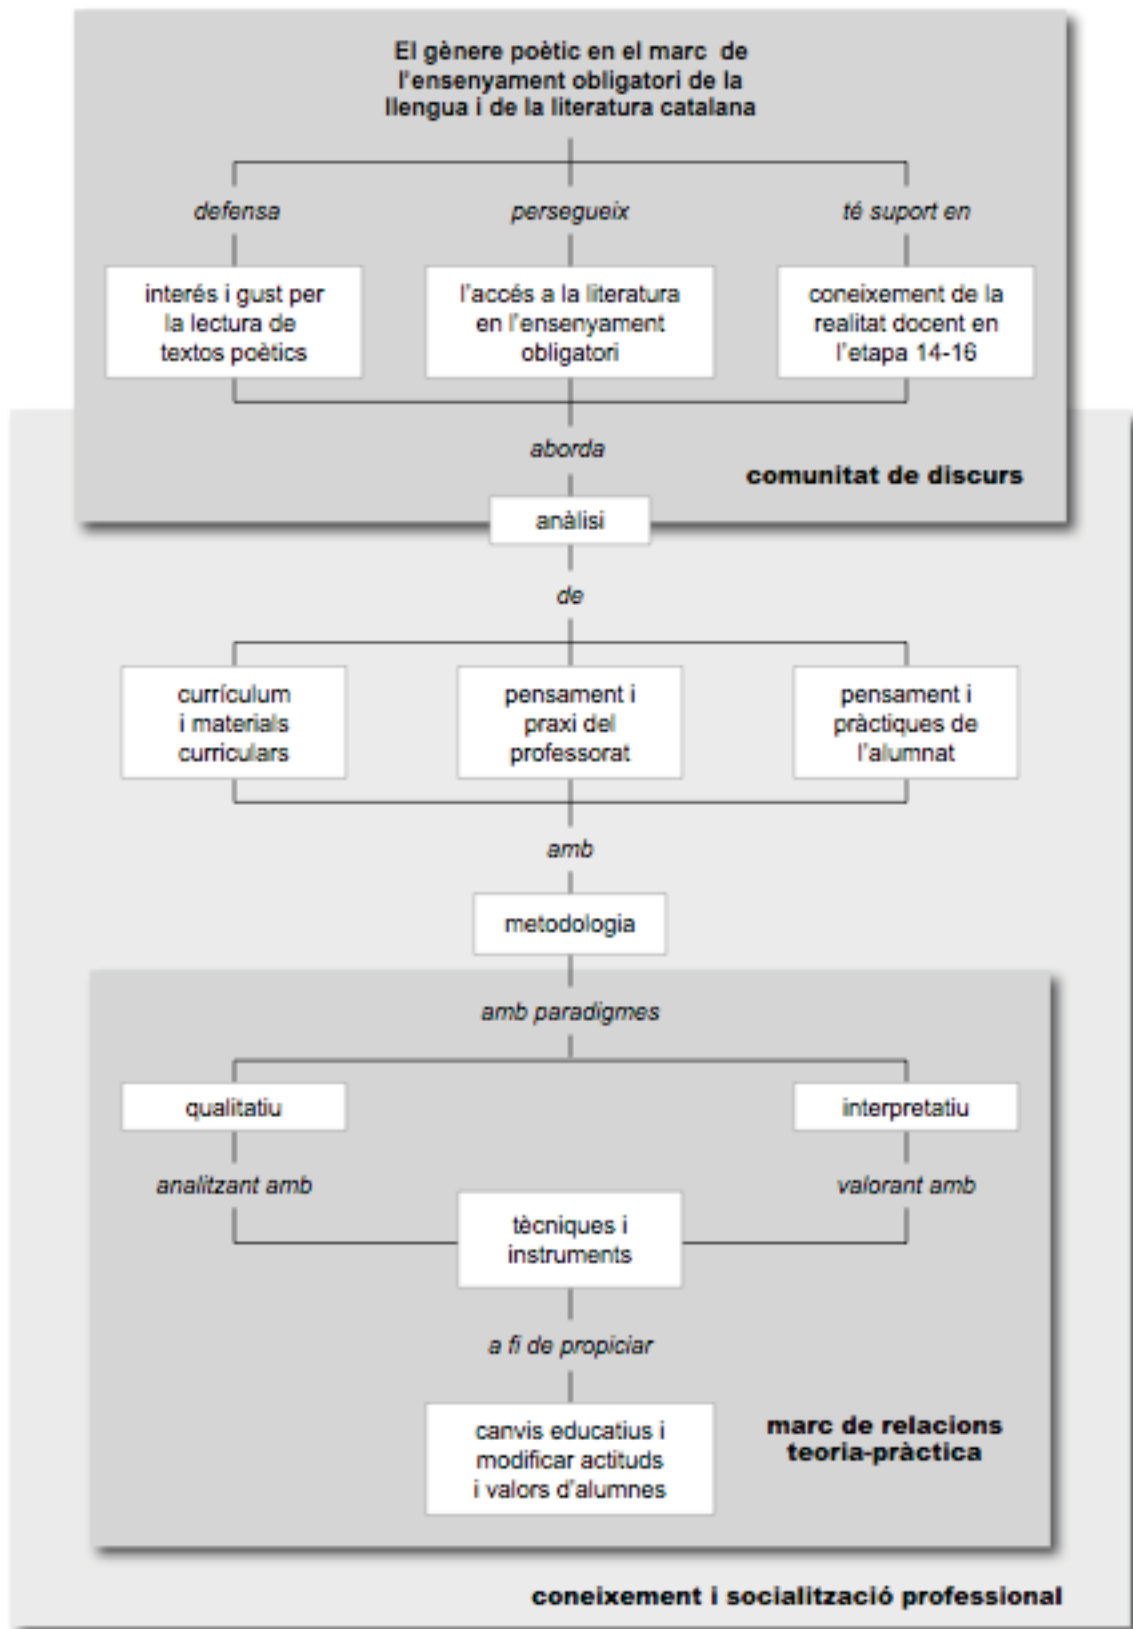 El gènere poètic en el marc de
l'ensenyament obligatori de la
llengua i de la literatura catalana
defensa
persegueix
té suport en
interés i gust per
la lectura de
textos poètics
l'accés a la literatura
en l'ensenyament
obligatori
coneixement de la
realitat docent en
l'etapa 14-16
aborda
comunitat de discurs
anàlisi
de
currículum
i materials
curriculars
pensament i
praxi del
professorat
pensament i
pràctiques de
l'alumnat
amb
metodologia
amb paradigmes
qualitatiu
interpretatiu
analitzant amb
valorant amb
tècniques i
instruments
a fi de propiciar
canvis educatius i
modificar actituds
i valors d'alumnes
marc de relacions
teoria-pràctica
coneixement i socialització professional